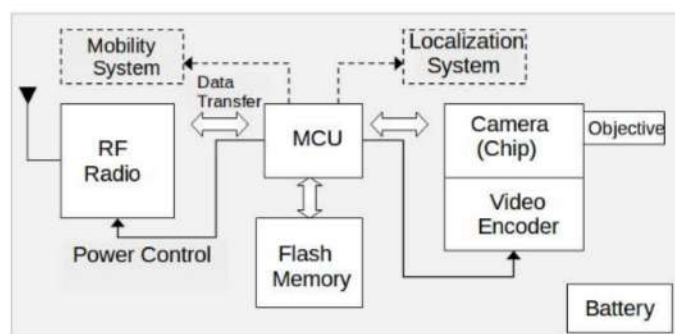 Mobility
System
Localization
System
Data
Transfer
RF
Radio
MCU
Camera
(Chip)
Objective
Video
Encoder
Power Control
Flash
Memory
Battery